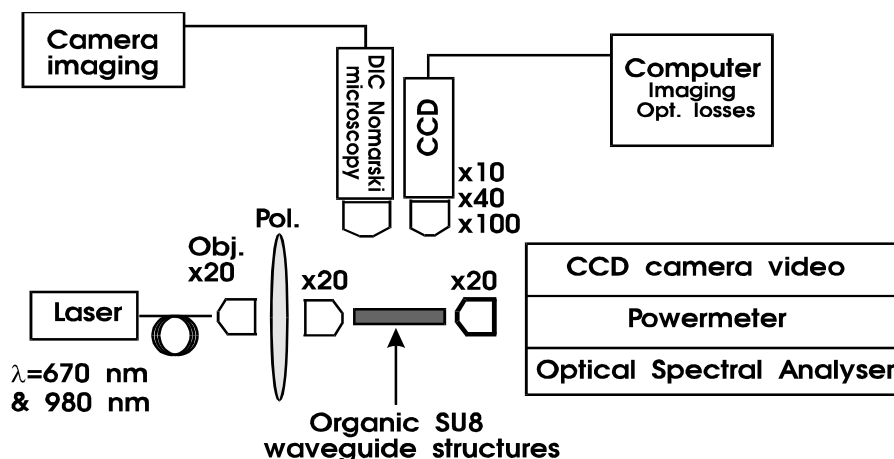 Camera
imaging
DIC Nomarski
microscopy
CCD
Computer
Imaging
Opt. losses
x10
x40
x100
Pol.
Obj.
x20
x20
x20
Laser
λ=670 nm
& 980 nm
Organic SU8
waveguide structures
CCD camera video
Powermeter
Optical Spectral Analyser